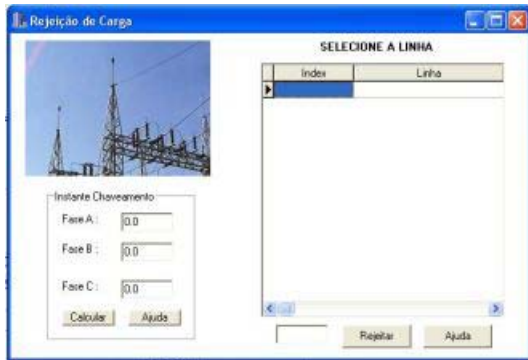 Rejeição de Carga
SELECIONE A LINHA
Index Linha
Instante Chaveamento
Fase A : 0.0
Fase B : 0.0
Fase C : 0.0
Calcular Ajuda
Rejeitar Ajuda